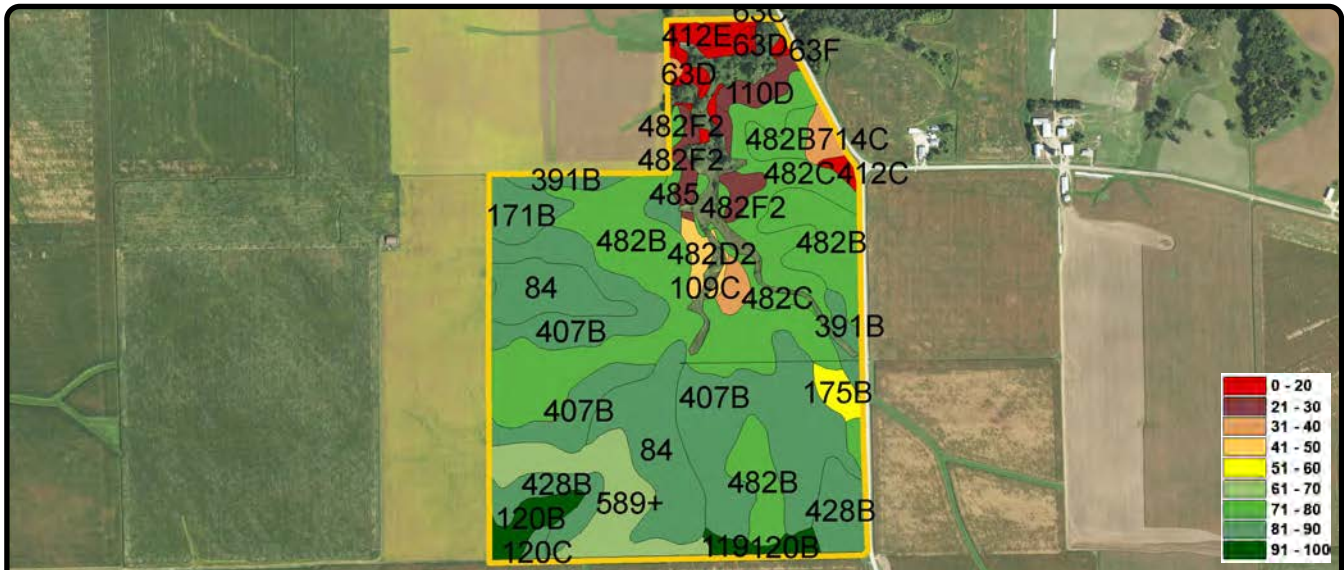 63C
412E
63D
63F
63D
110D
482F2
482B
714C
482F2
482C
412C
391B
485
171B
482F2
482B
482B
482D2
84
109C
482C
391B
407B
175B
407B
407B
84
428B
482B
589+
428B
120B
120C
119
120B
0 - 20
21 - 30
31 - 40
41 - 50
51 - 60
61 - 70
71 - 80
81 - 90
91 - 100